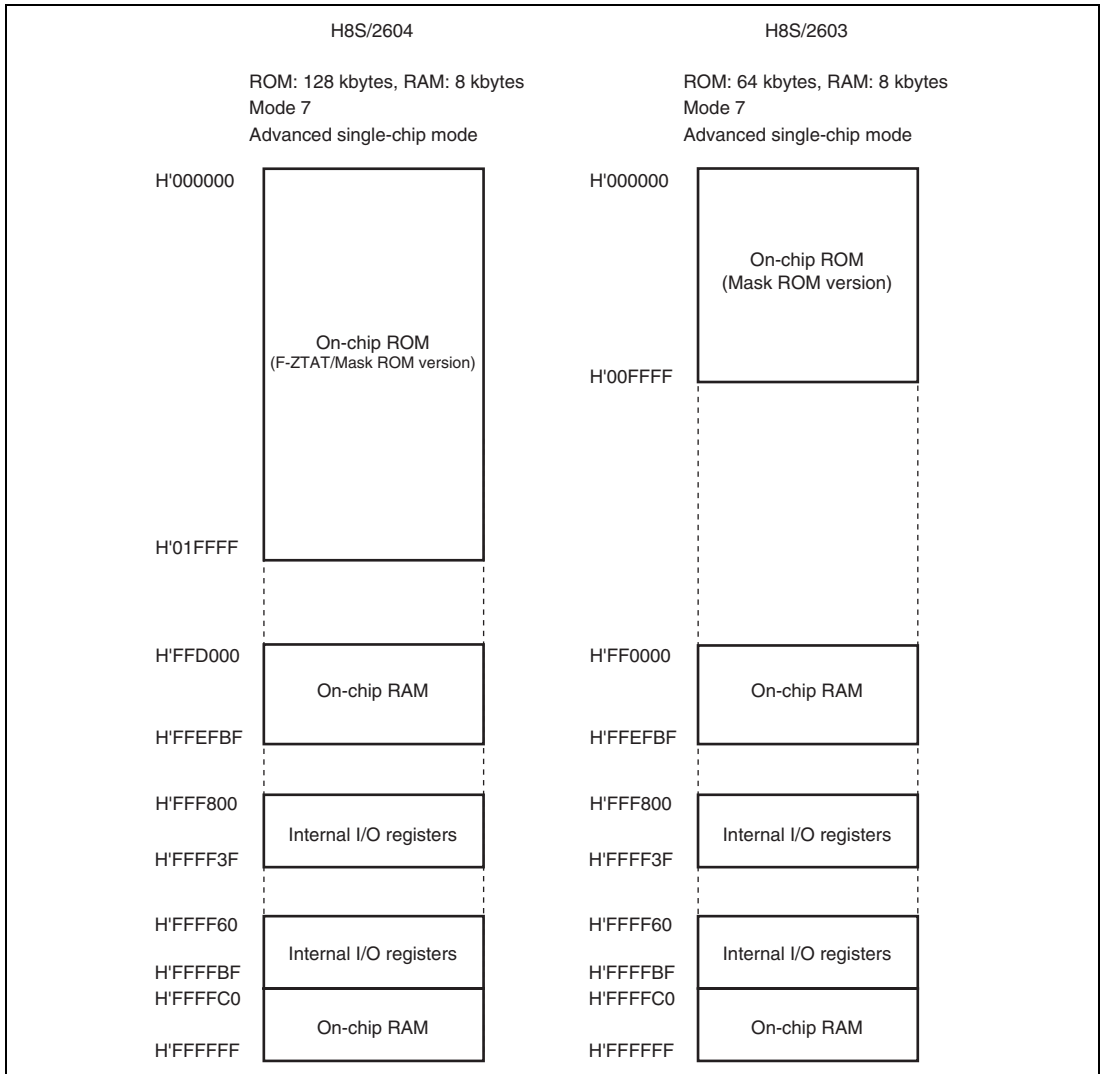 H8S/2604
ROM: 128 kbytes, RAM: 8 kbytes
Mode 7
Advanced single-chip mode
H'000000
On-chip ROM
(F-ZTAT/Mask ROM version)
H'01FFFF
H'FFD000
On-chip RAM
H'FFEFBF
H'FFF800
Internal I/O registers
H'FFFF3F
H'FFFF60
Internal I/O registers
H'FFFFBF
H'FFFFC0
On-chip RAM
H'FFFFFF
H8S/2603
ROM: 64 kbytes, RAM: 8 kbytes
Mode 7
Advanced single-chip mode
H'000000
On-chip ROM
(Mask ROM version)
H'00FFFF
H'FF0000
On-chip RAM
H'FFEFBF
H'FFF800
Internal I/O registers
H'FFFF3F
H'FFFF60
Internal I/O registers
H'FFFFBF
H'FFFFC0
On-chip RAM
H'FFFFFF